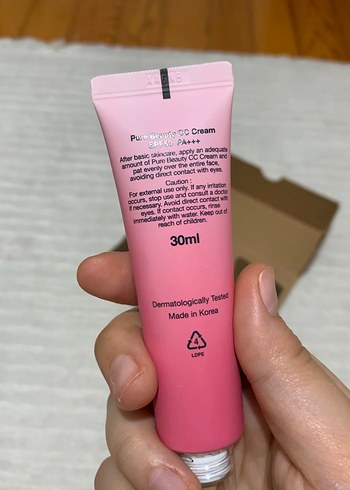 Pure Beauty CC Cream
SPF50+ PA+++
After basic skincare, apply an adequate
amount of Pure Beauty CC Cream and
pat evenly over the entire face,
avoiding direct contact with eyes.
Caution :
For external use only. If any irritation
occurs, stop use and consult a doctor
if necessary. Avoid direct contact with
eyes. If contact occurs, rinse
immediately with water. Keep out of
reach of children.
30ml
Dermatologically Tested
Made in Korea
4
LDPE